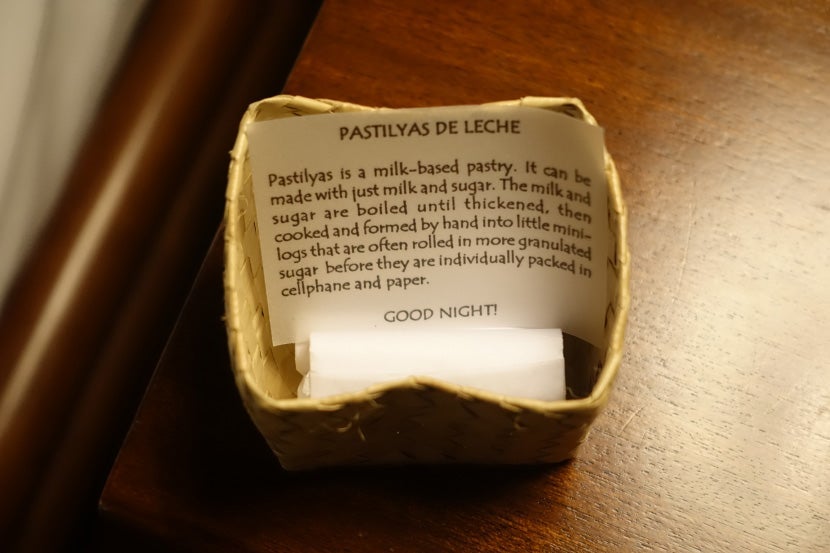 PASTILYAS DE LECHE
Pastilyas is a milk-based pastry. It can be
made with just milk and sugar. The milk and
sugar are boiled until thickened, then
cooked and formed by hand into little mini-
logs that are often rolled in more granulated
sugar before they are individually packed in
cellphane and paper.
GOOD NIGHT!